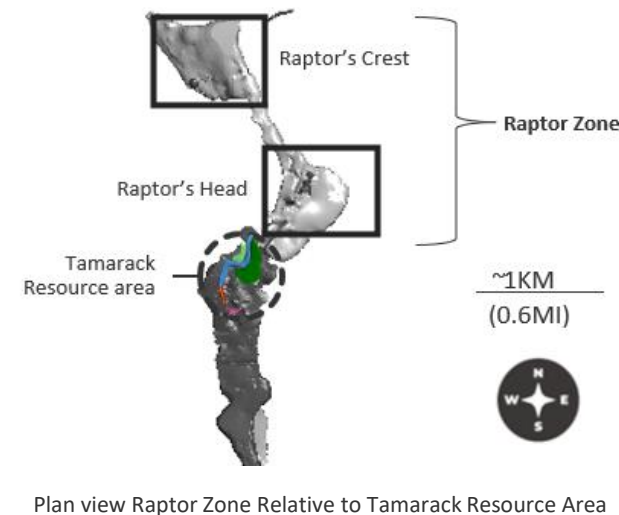 Raptor's Crest
Raptor Zone
Raptor's Head
Tamarack
Resource area
~1KM
(0.6MI)
N
W E
S
Plan view Raptor Zone Relative to Tamarack Resource Area